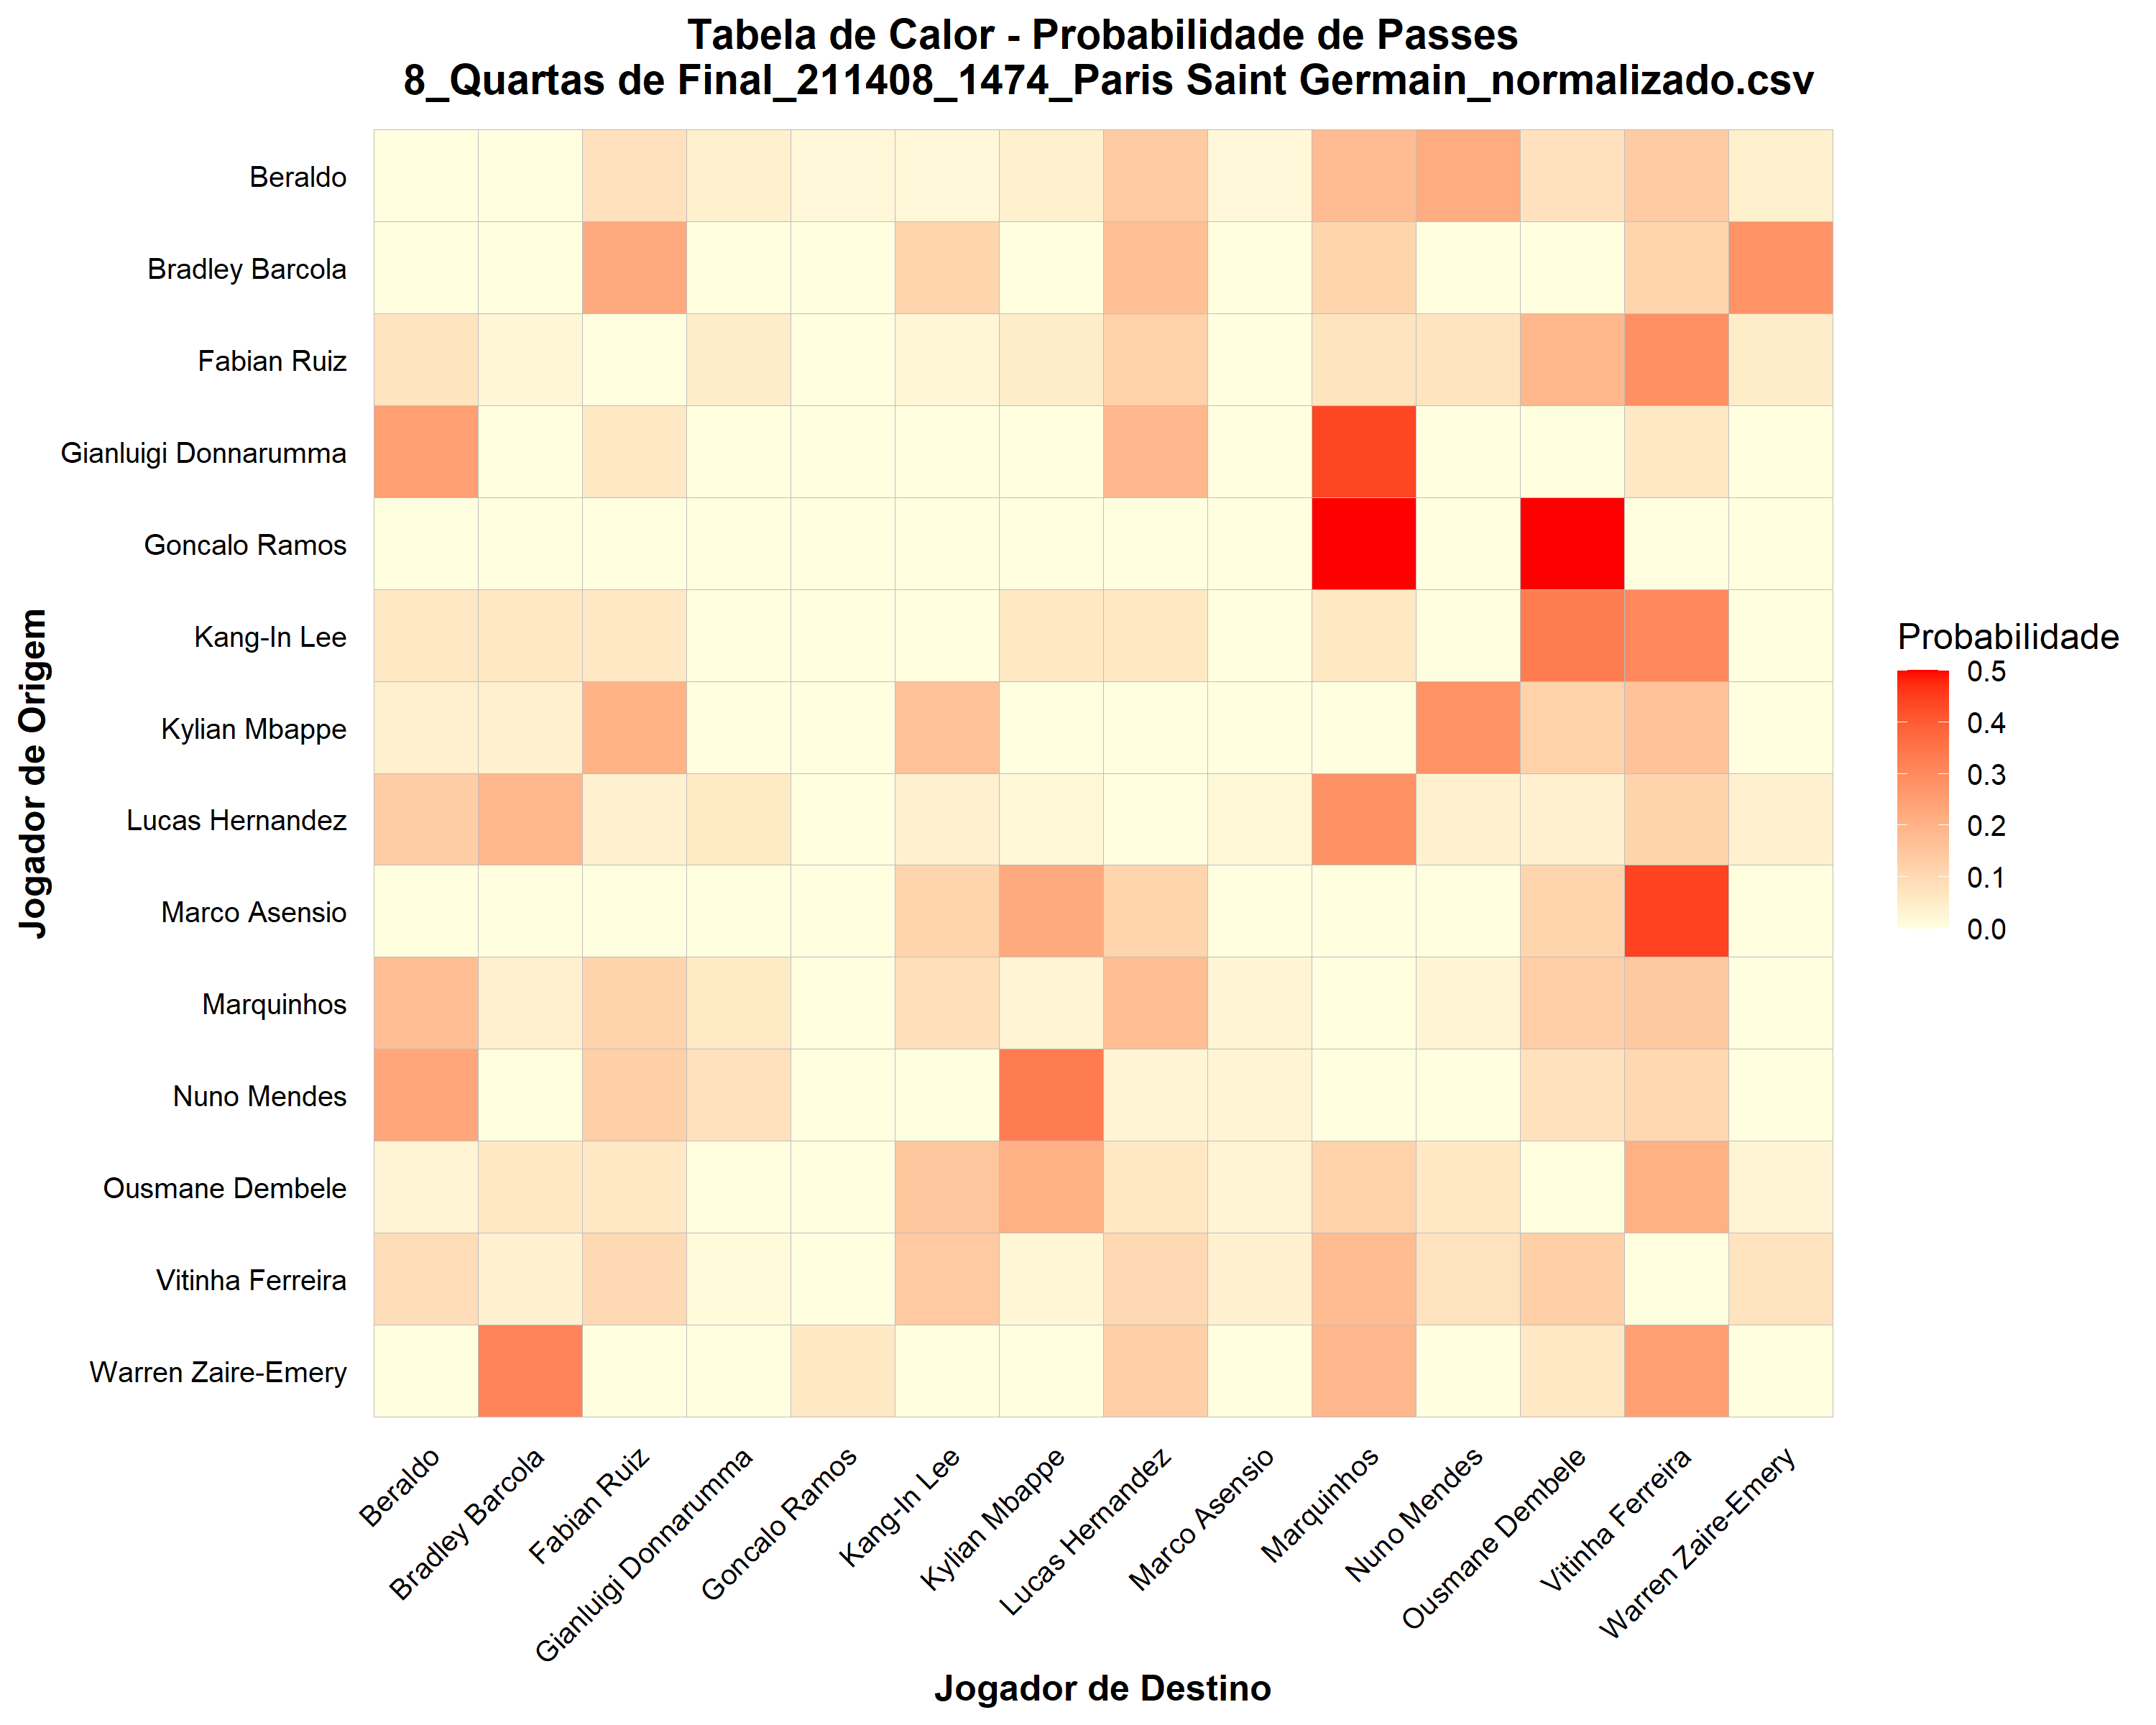 Tabela de Calor - Probabilidade de Passes
8_Quartas de Final_211408_1474_Paris Saint Germain_normalizado.csv
Jogador de Origem
Beraldo
Bradley Barcola
Fabian Ruiz
Gianluigi Donnarumma
Goncalo Ramos
Kang-In Lee
Kylian Mbappe
Lucas Hernandez
Marco Asensio
Marquinhos
Nuno Mendes
Ousmane Dembele
Vitinha Ferreira
Warren Zaire-Emery
Beraldo
Bradley Barcola
Fabian Ruiz
Gianluigi Donnarumma
Goncalo Ramos
Kang-In Lee
Kylian Mbappe
Lucas Hernandez
Marco Asensio
Marquinhos
Nuno Mendes
Ousmane Dembele
Vitinha Ferreira
Warren Zaire-Emery
Jogador de Destino
Probabilidade
0.5
0.4
0.3
0.2
0.1
0.0